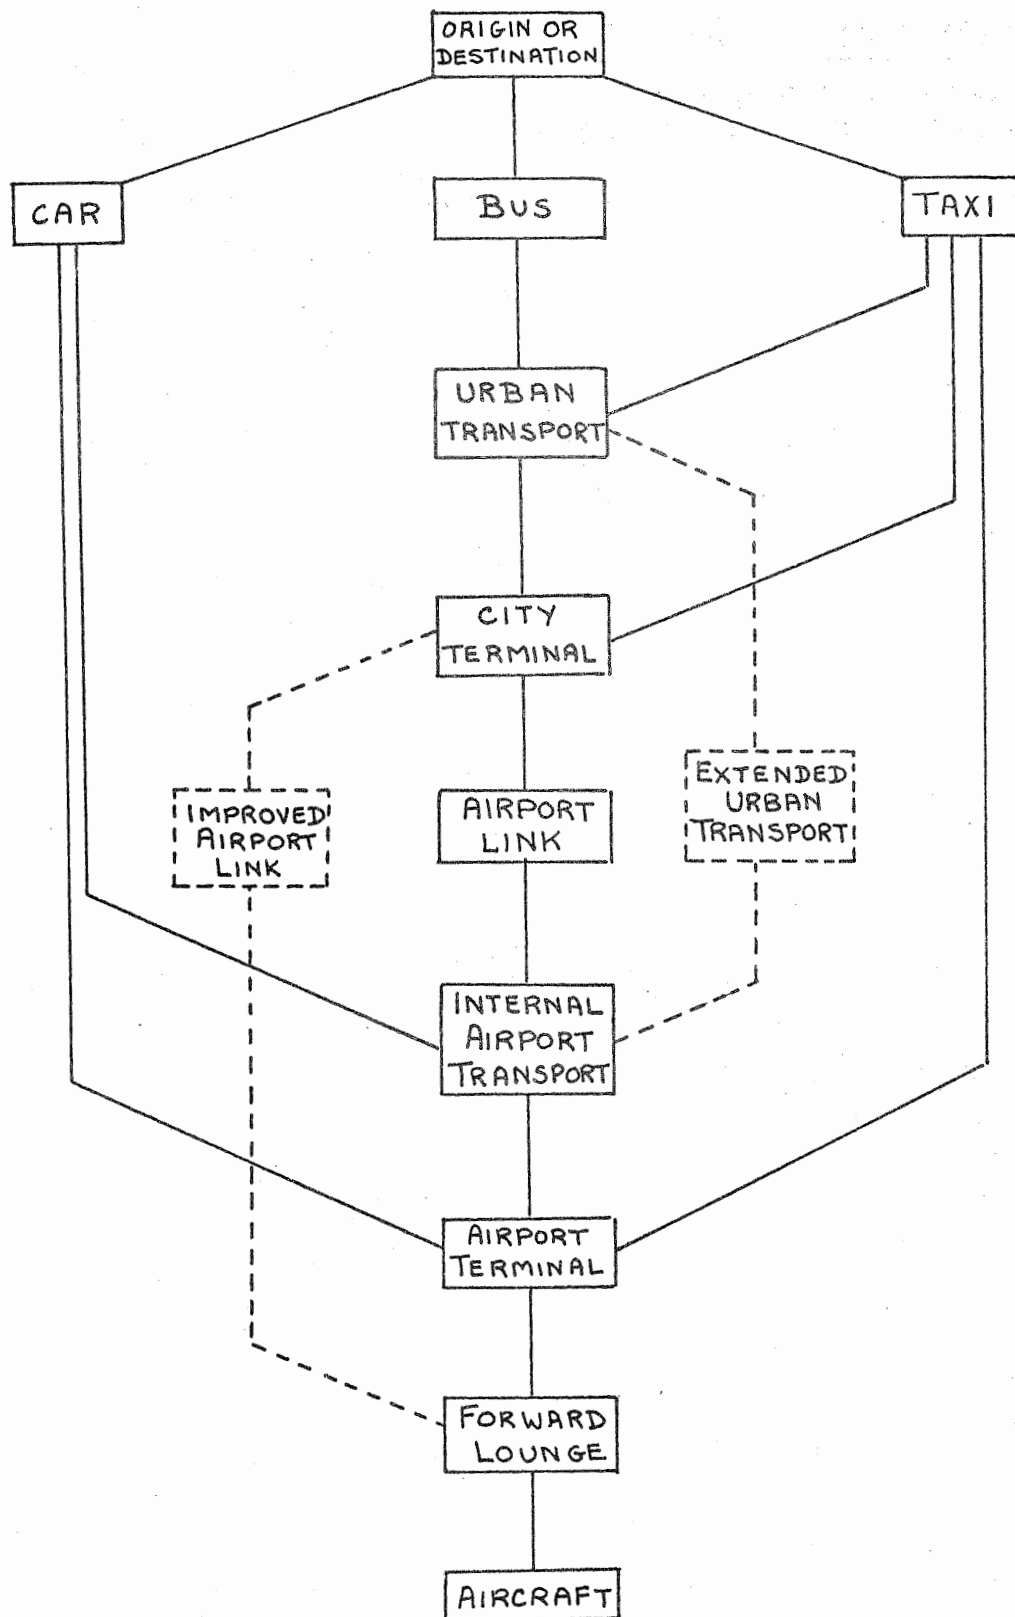 ORIGIN OR
DESTINATION
CAR
BUS
TAXI
URBAN
TRANSPORT
CITY
TERMINAL
IMPROVED
AIRPORT
LINK
AIRPORT
LINK
EXTENDED
URBAN
TRANSPORT
INTERNAL
AIRPORT
TRANSPORT
AIRPORT
TERMINAL
FORWARD
LOUNGE
AIRCRAFT